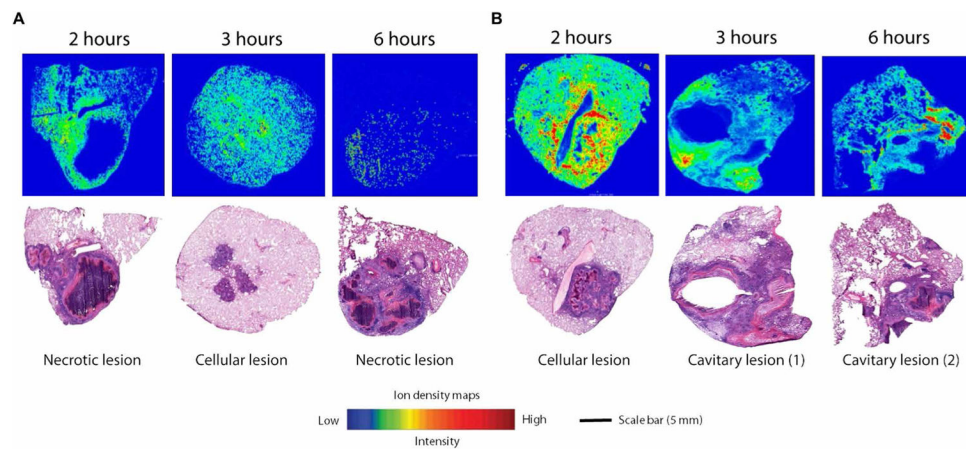 A
B
2 hours
3 hours
6 hours
2 hours
3 hours
6 hours
Necrotic lesion
Cellular lesion
Necrotic lesion
Cellular lesion
Cavitary lesion (1)
Cavitary lesion (2)
Ion density maps
Low
High
Scale bar (5 mm)
Intensity